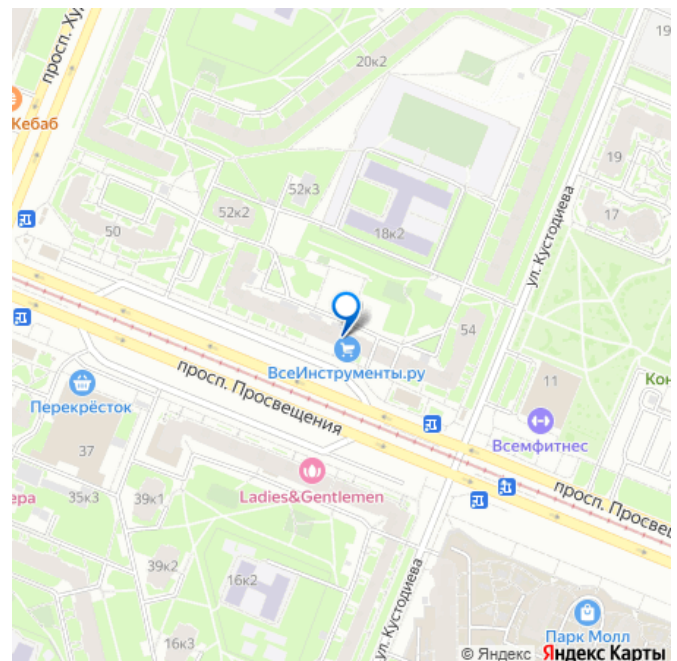 просп. Ху
20к2
19
Кебаб
52к3
19
52к2
17
50
18к2
ул. Кустодиева
54
ВсеИнструменты.ру
11
Кон
просп. Просвещения
Перекрёсток
Всемфитнес
37
ера
35к3
39к1
Ladies&Gentlemen
просп. Просвещ
39к2
16к2
ул. Кустодиева
16к3
Парк Молл
© Яндекс Яндекс Карты